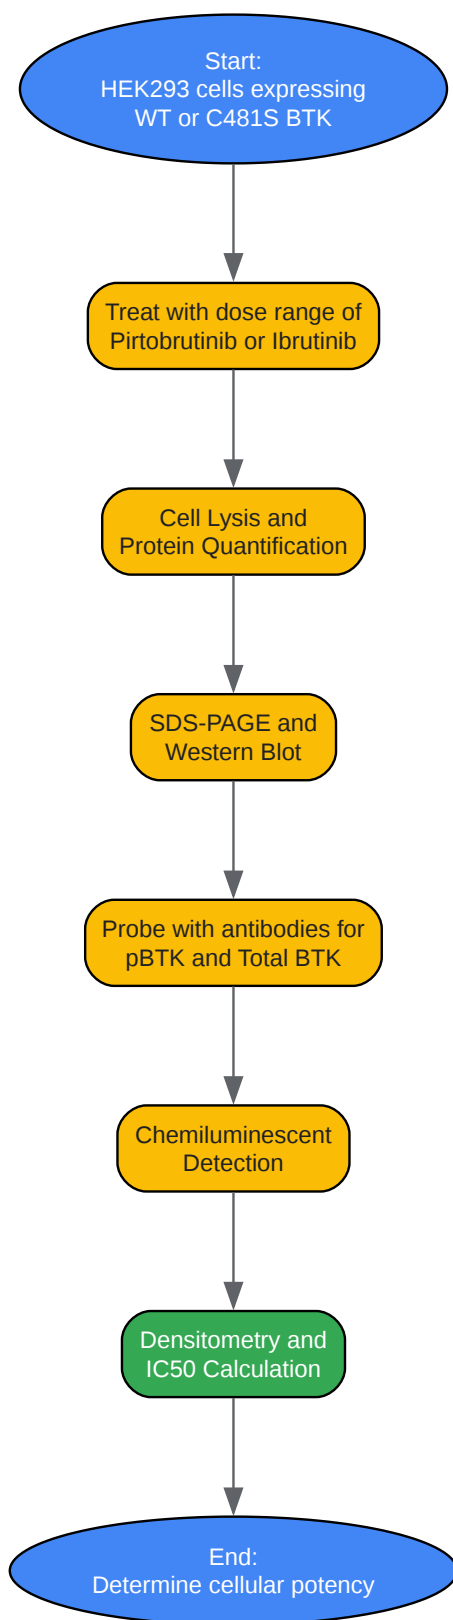 Start:
HEK293 cells expressing
WT or C481S BTK
Treat with dose range of
Pirtobrutinib or Ibrutinib
Cell Lysis and
Protein Quantification
SDS-PAGE and
Western Blot
Probe with antibodies for
pBTK and Total BTK
Chemiluminescent
Detection
Densitometry and
IC50 Calculation
End:
Determine cellular potency